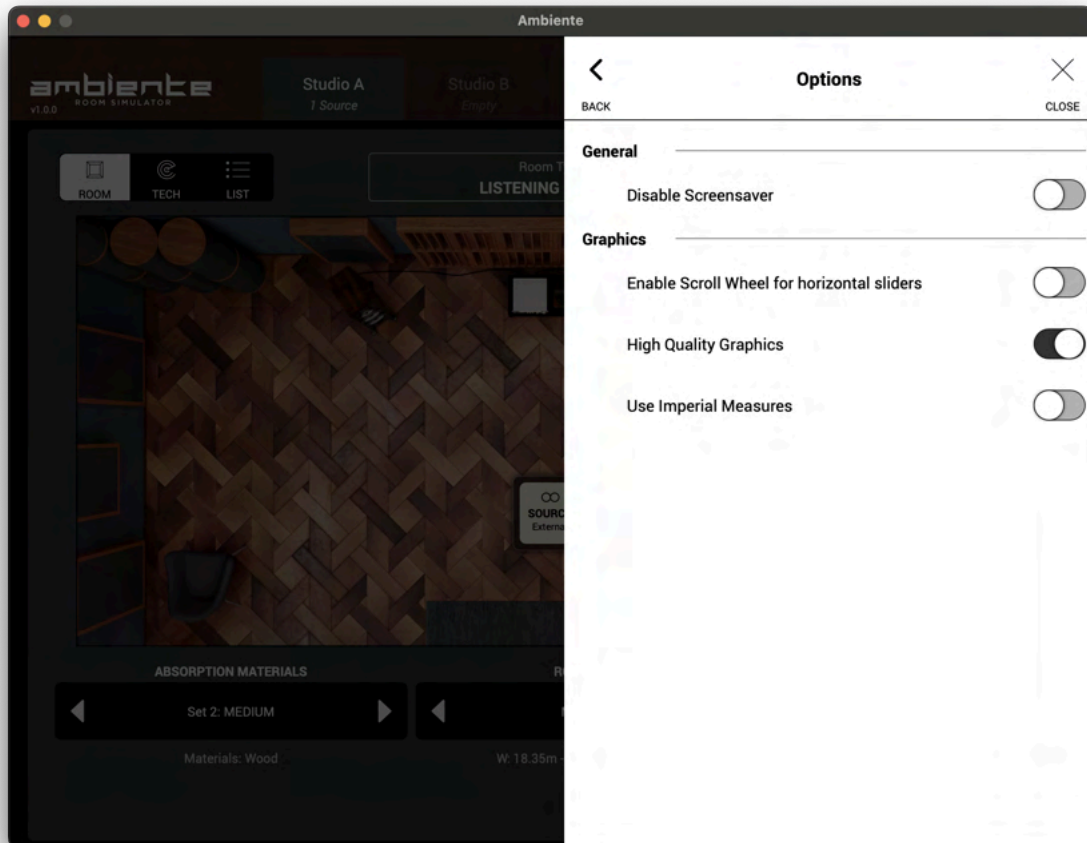 Ambiente
ambiente
ROOM SIMULATOR
v1.0.0
Studio A
1 Source
Studio B
Empty
ROOM
TECH
LIST
Room T
LISTENING
SOURC
Externa
ABSORPTION MATERIALS
Set 2: MEDIUM
Materials: Wood
W: 18.35m -
BACK
Options
CLOSE
General
Disable Screensaver
Graphics
Enable Scroll Wheel for horizontal sliders
High Quality Graphics
Use Imperial Measures